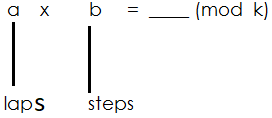 a x b = ____ (mod k)
laps steps